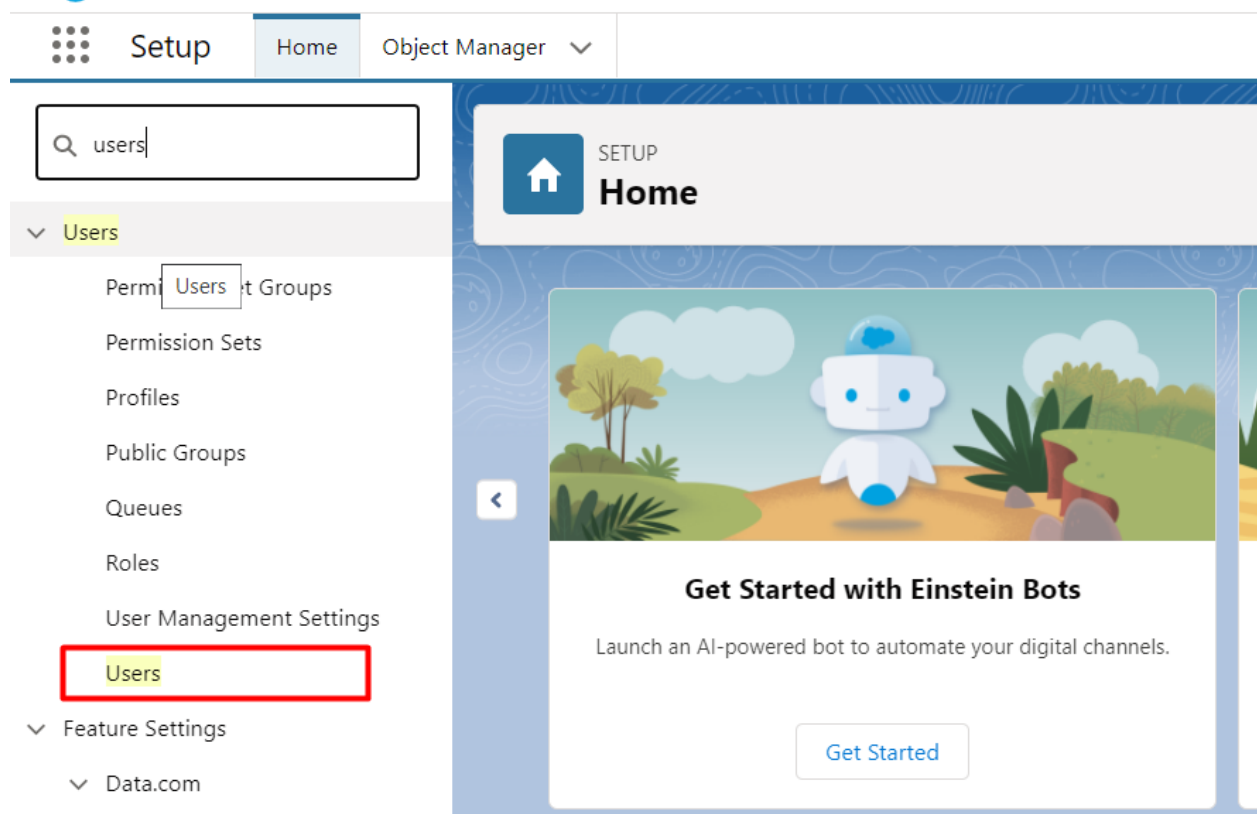 Setup
Home
Object Manager
users
Users
Permi
Users
t Groups
Permission Sets
Profiles
Public Groups
Queues
Roles
User Management Settings
Users
Feature Settings
Data.com
SETUP
Home
Get Started with Einstein Bots
Launch an AI-powered bot to automate your digital channels.
Get Started